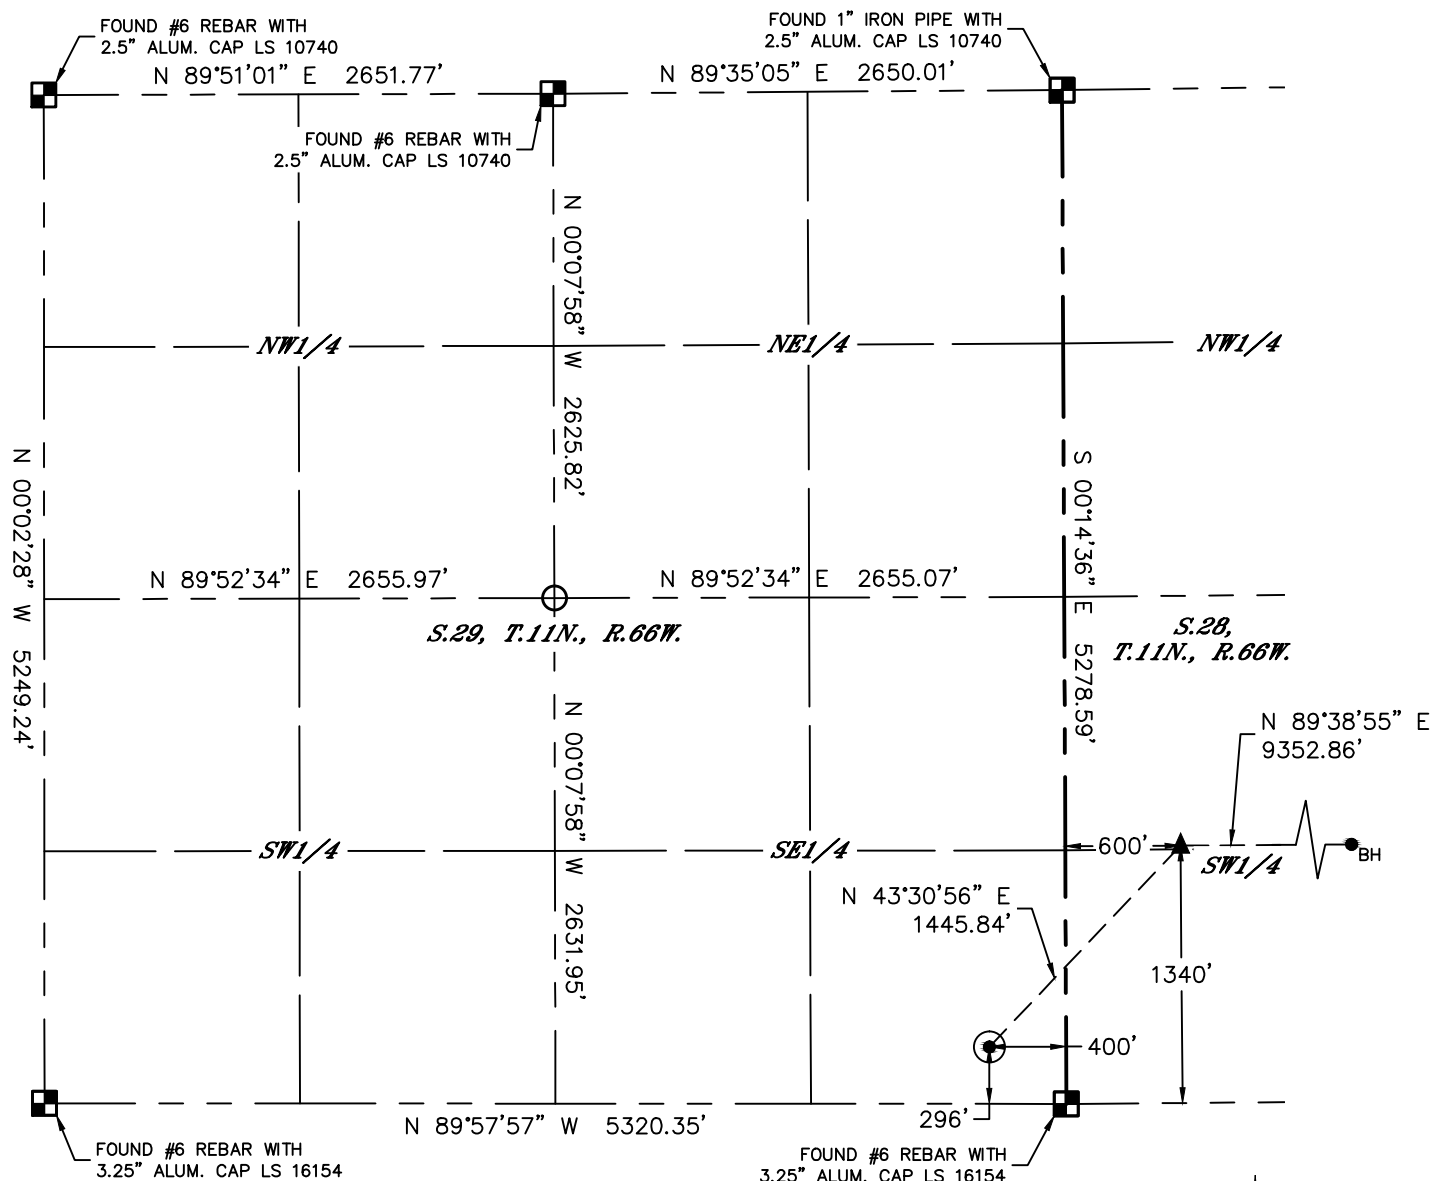 FOUND #6 REBAR WITH
2.5" ALUM. CAP LS 10740
FOUND 1" IRON PIPE WITH
2.5" ALUM. CAP LS 10740
N 89°51'01" E 2651.77'
N 89°35'05" E 2650.01'
FOUND #6 REBAR WITH
2.5" ALUM. CAP LS 10740
N 00°07'58" W 2625.82'
NW1/4
NE1/4
NW1/4
N 00°02'28" W 5249.24'
S 00°14'36" E 5278.59'
N 89°52'34" E 2655.97'
N 89°52'34" E 2655.07'
S.29, T.11N., R.66W.
S.28,
T.11N., R.66W.
N 00°07'58" W 2631.95'
N 89°38'55" E
9352.86'
SW1/4
SE1/4
600'
SW1/4
BH
N 43°30'56" E
1445.84'
1340'
400'
296'
N 89°57'57" W 5320.35'
FOUND #6 REBAR WITH
3.25" ALUM. CAP LS 16154
FOUND #6 REBAR WITH
3.25" ALUM. CAP LS 16154